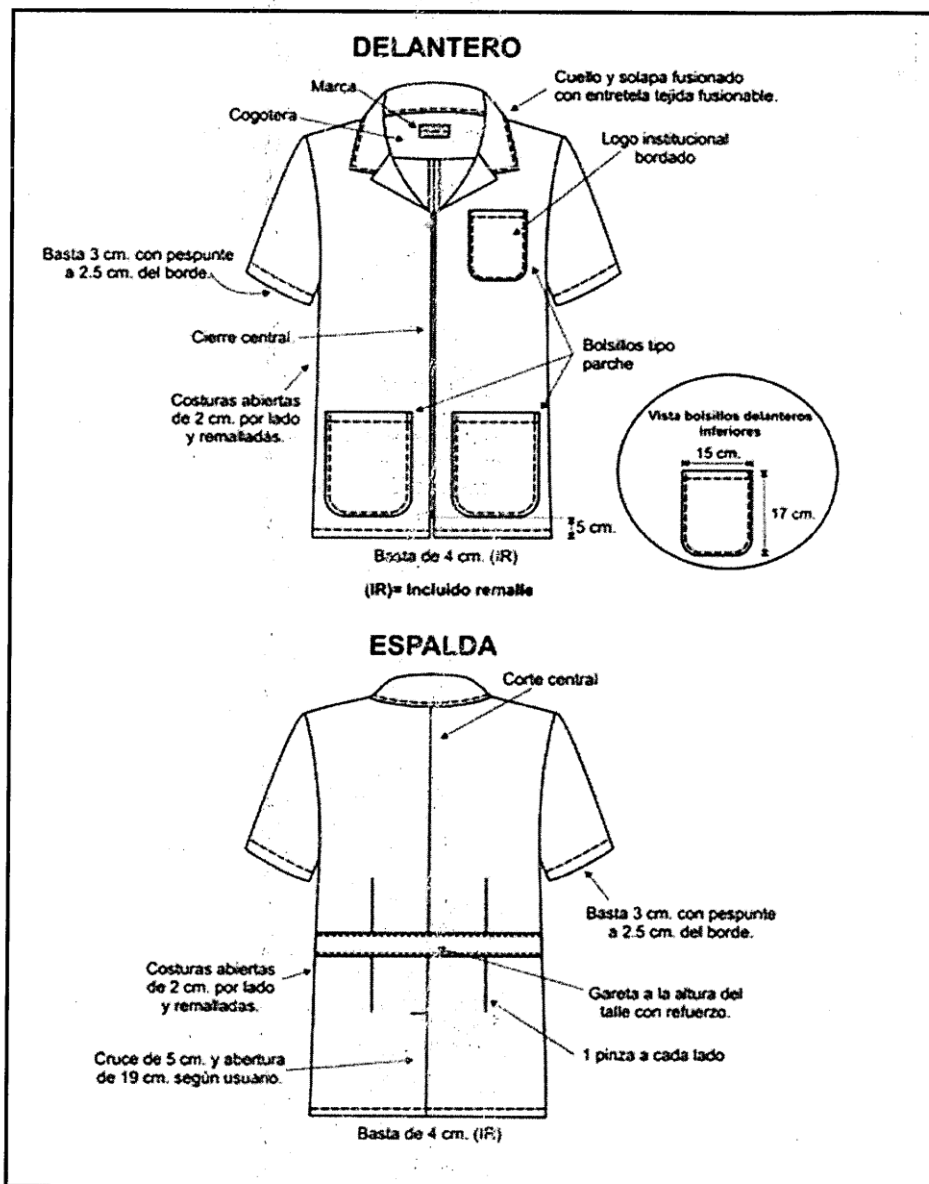 DELANTERO
Marca
Cogotera
Cuello y solapa fusionado
con entretela tejida fusionable.
Logo institucional
bordado
Basta 3 cm. con pespunte
a 2.5 cm. del borde.
Cierre central
Costuras abiertas
de 2 cm. por lado
y remalladas.
Bolsillos tipo
parche
Vista bolsillos delanteros
inferiores
15 cm.
17 cm.
5 cm.
Basta de 4 cm. (IR)
(IR)= Incluido remalle
ESPALDA
Corte central
Basta 3 cm. con pespunte
a 2.5 cm. del borde.
Costuras abiertas
de 2 cm. por lado
y remalladas.
Gareta a la altura del
talle con refuerzo.
1 pinza a cada lado
Cruce de 5 cm. y abertura
de 19 cm. según usuario.
Basta de 4 cm. (IR)